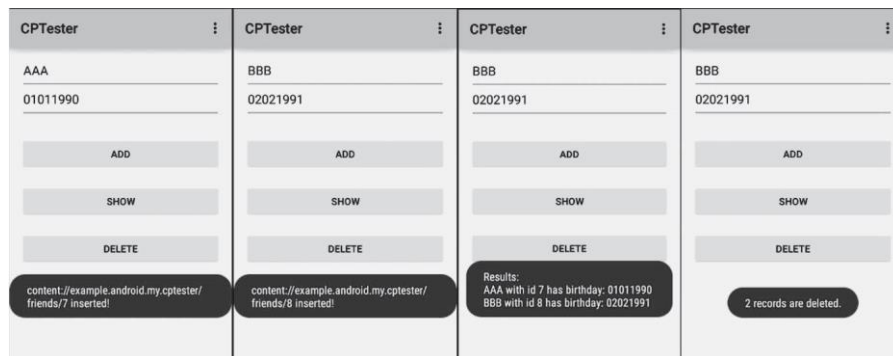 CPTester
AAA
01011990
ADD
SHOW
DELETE
content://example.android.my.cptester/
friends/7 inserted!
CPTester
BBB
02021991
ADD
SHOW
DELETE
content://example.android.my.cptester/
friends/8 inserted!
CPTester
BBB
02021991
ADD
SHOW
DELETE
Results:
AAA with id 7 has birthday: 01011990
BBB with id 8 has birthday: 02021991
CPTester
BBB
02021991
ADD
SHOW
DELETE
2 records are deleted.